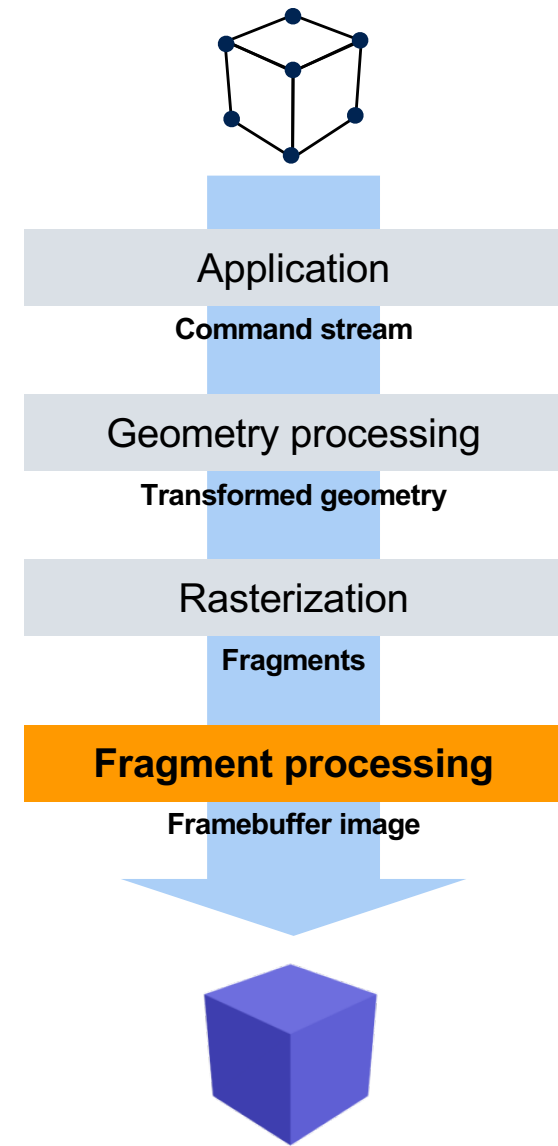 Application
Command stream
Geometry processing
Transformed geometry
Rasterization
Fragments
Fragment processing
Framebuffer image